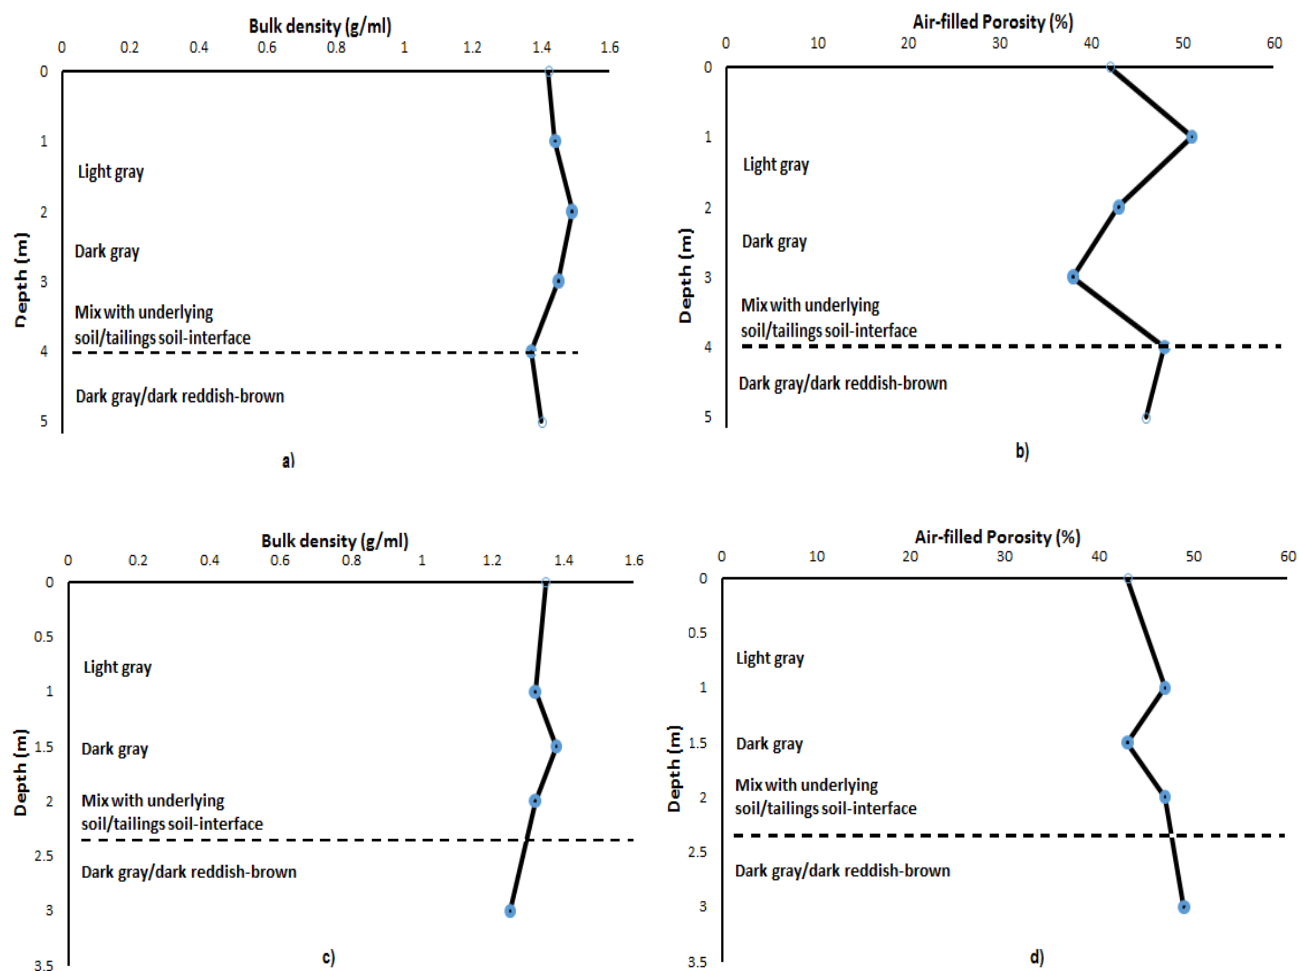 Bulk density (g/ml)
0 0.2 0.4 0.6 0.8 1 1.2 1.4 1.6
0
1
2
3
4
5
Depth (m)
Light gray
Dark gray
Mix with underlying
soil/tailings soil-interface
Dark gray/dark reddish-brown
a)
Air-filled Porosity (%)
0 10 20 30 40 50 60
0
1
2
3
4
5
Depth (m)
Light gray
Dark gray
Mix with underlying
soil/tailings soil-interface
Dark gray/dark reddish-brown
b)
Bulk density (g/ml)
0 0.2 0.4 0.6 0.8 1 1.2 1.4 1.6
0
0.5
1
1.5
2
2.5
3
3.5
Depth (m)
Light gray
Dark gray
Mix with underlying
soil/tailings soil-interface
Dark gray/dark reddish-brown
c)
Air-filled Porosity (%)
0 10 20 30 40 50 60
0
0.5
1
1.5
2
2.5
3
3.5
Depth (m)
Light gray
Dark gray
Mix with underlying
soil/tailings soil-interface
Dark gray/dark reddish-brown
d)